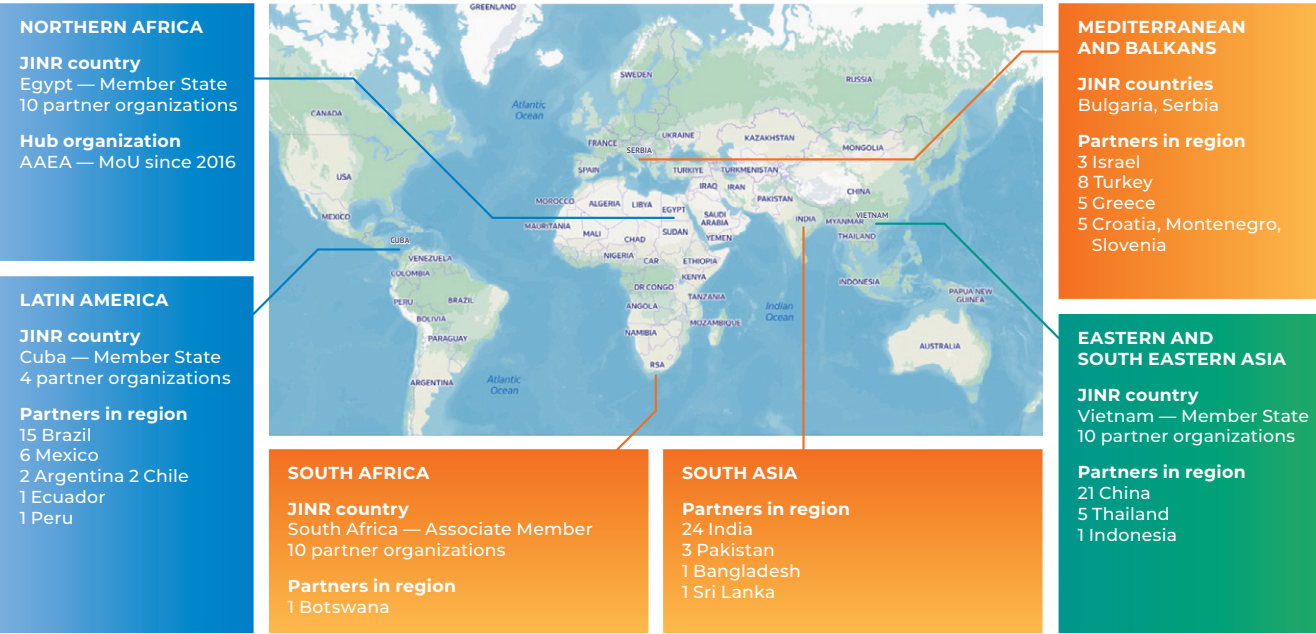 NORTHERN AFRICA
JINR country
Egypt — Member State
10 partner organizations
Hub organization
AAEA — MoU since 2016
LATIN AMERICA
JINR country
Cuba — Member State
4 partner organizations
Partners in region
15 Brazil
6 Mexico
2 Argentina 2 Chile
1 Ecuador
1 Peru
GREENLAND
SWEDEN
RUSSIA
Atlantic
Ocean
CANADA
UKRAINE
KAZAKHSTAN
FRANCE
SERBIA
MONGOLIA
SPAIN
TURKIYE
TURKMENISTAN
USA
IRAQ
IRAN
CHINA
PAKISTAN
MOROCCO
ALGERIA
LIBYA
EGYPT
SAUDI
ARABIA
MEXICO
INDIA
MYANMAR
VIETNAM
MAURITANIA
MALI
SUDAN
YEMEN
THAILAND
CUBA
CHAD
VENEZUELA
NIGERIA
CAR
ETHIOPIA
COLOMBIA
KENYA
DR CONGO
INDONESIA
PERU
BRAZIL
TANZANIA
PAPUA NEW
GUINEA
ANGOLA
Indian
Ocean
BOLIVIA
MOZAMBIQUE
NAMIBIA
PARAGUAY
AUSTRALIA
RSA
ARGENTINA
Atlantic
Ocean
SOUTH AFRICA
JINR country
South Africa — Associate Member
10 partner organizations
Partners in region
1 Botswana
SOUTH ASIA
Partners in region
24 India
3 Pakistan
1 Bangladesh
1 Sri Lanka
MEDITERRANEAN
AND BALKANS
JINR countries
Bulgaria, Serbia
Partners in region
3 Israel
8 Turkey
5 Greece
5 Croatia, Montenegro,
Slovenia
EASTERN AND
SOUTH EASTERN ASIA
JINR country
Vietnam — Member State
10 partner organizations
Partners in region
21 China
5 Thailand
1 Indonesia